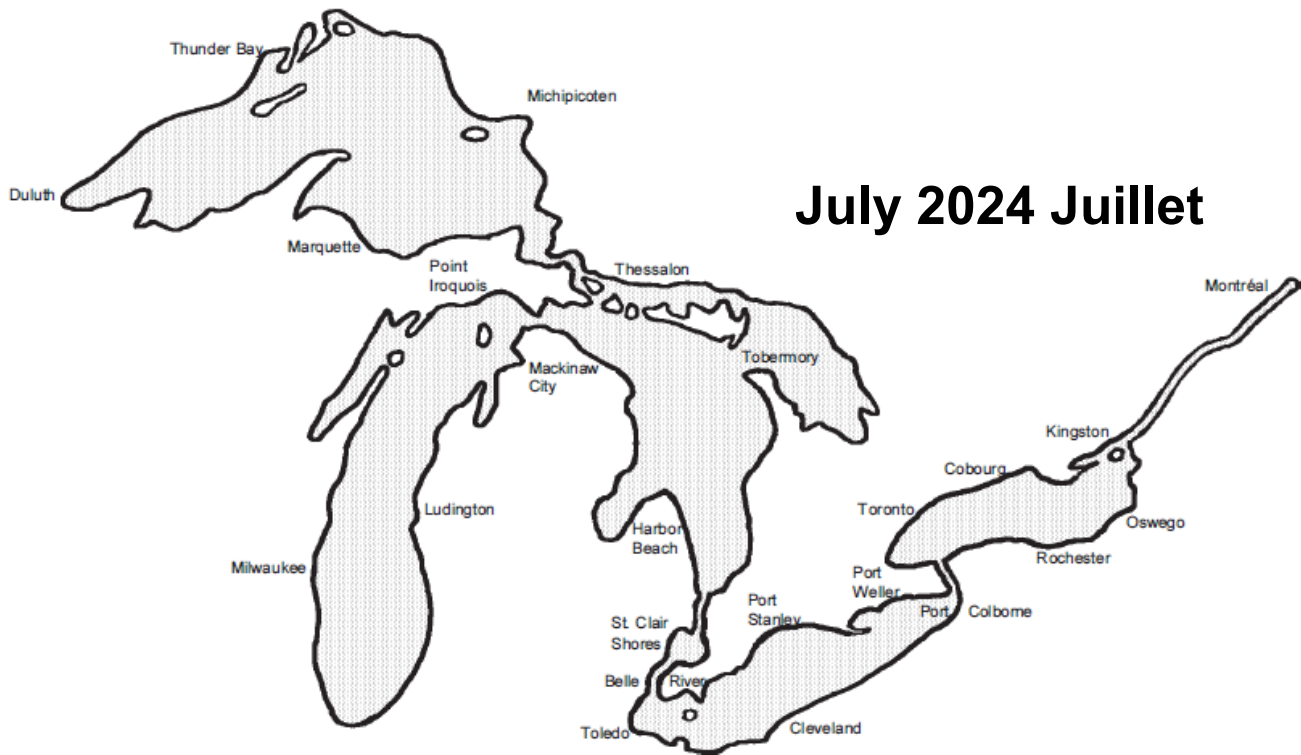 Thunder Bay
Michipicoten
Duluth
July 2024 Juillet
Marquette
Point
Iroquois
Thessalon
Montréal
Mackinaw
City
Tobermory
Kingston
Cobourg
Ludington
Toronto
Oswego
Harbor
Beach
Rochester
Milwaukee
Port
Weller
Port
Stanley
Port Colborne
St. Clair
Shores
Belle River
Toledo
Cleveland